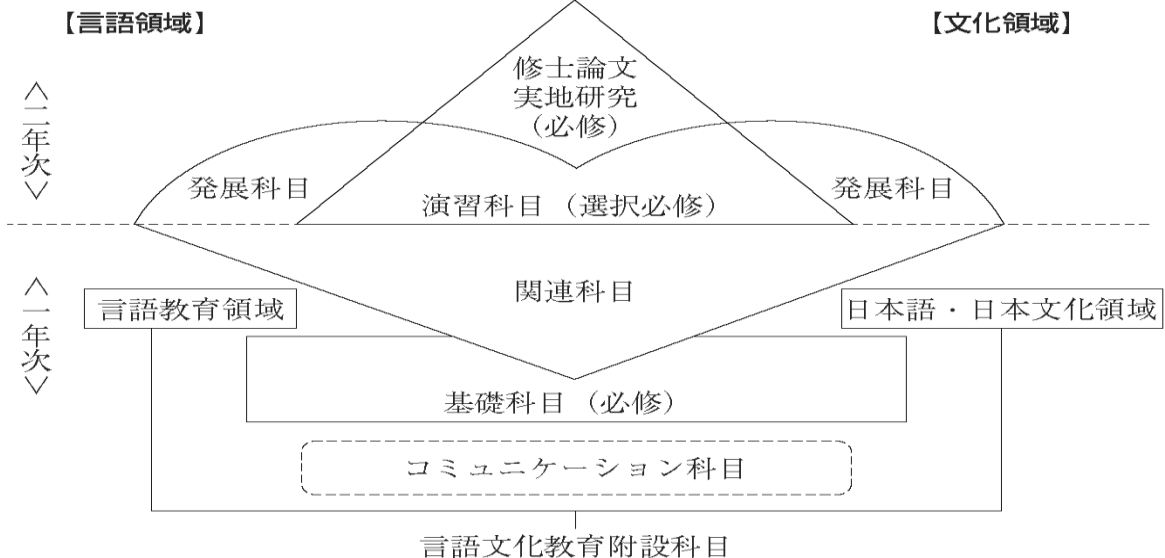 【言語領域】
【文化領域】
修士論文
実地研究
(必修)
<二年次>
発展科目
演習科目(選択必修)
発展科目
<一年次>
関連科目
言語教育領域
日本語・日本文化領域
基礎科目(必修)
コミュニケーション科目
言語文化教育附設科目